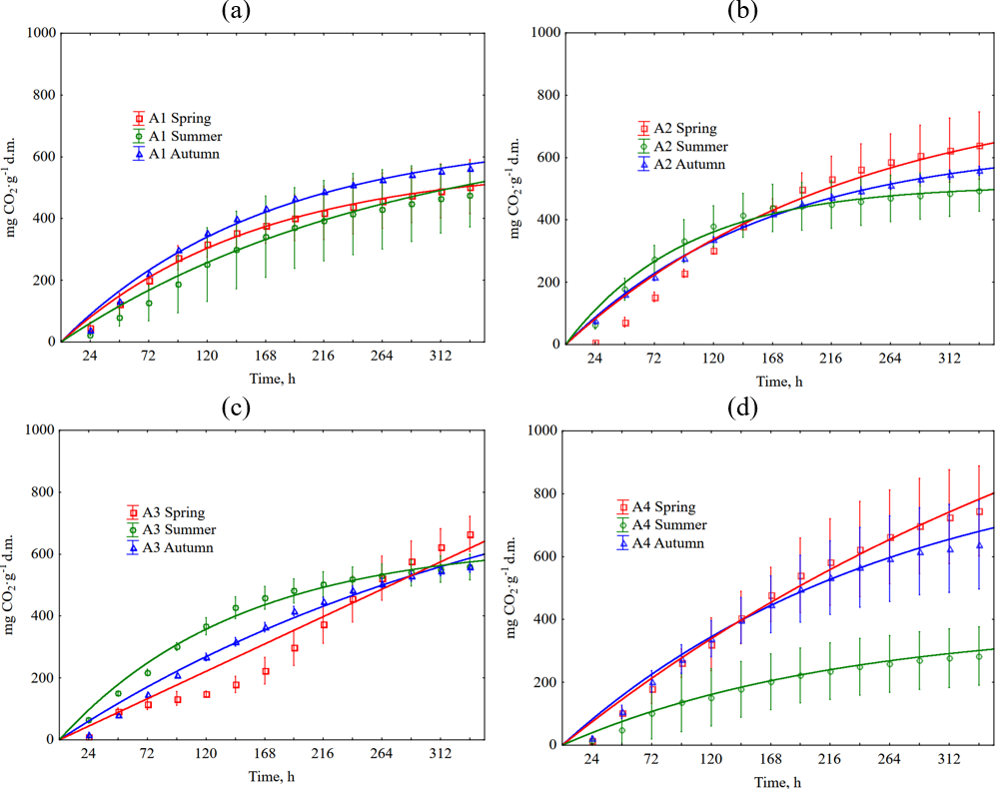 (a)
1000
800
600
400
200
0
mg CO₂·g⁻¹ d.m.
A1 Spring
A1 Summer
A1 Autumn
24 72 120 168 216 264 312
Time, h
(b)
1000
800
600
400
200
0
mg CO₂·g⁻¹ d.m.
A2 Spring
A2 Summer
A2 Autumn
24 72 120 168 216 264 312
Time, h
(c)
1000
800
600
400
200
0
mg CO₂·g⁻¹ d.m.
A3 Spring
A3 Summer
A3 Autumn
24 72 120 168 216 264 312
Time, h
(d)
1000
800
600
400
200
0
mg CO₂·g⁻¹ d.m.
A4 Spring
A4 Summer
A4 Autumn
24 72 120 168 216 264 312
Time, h